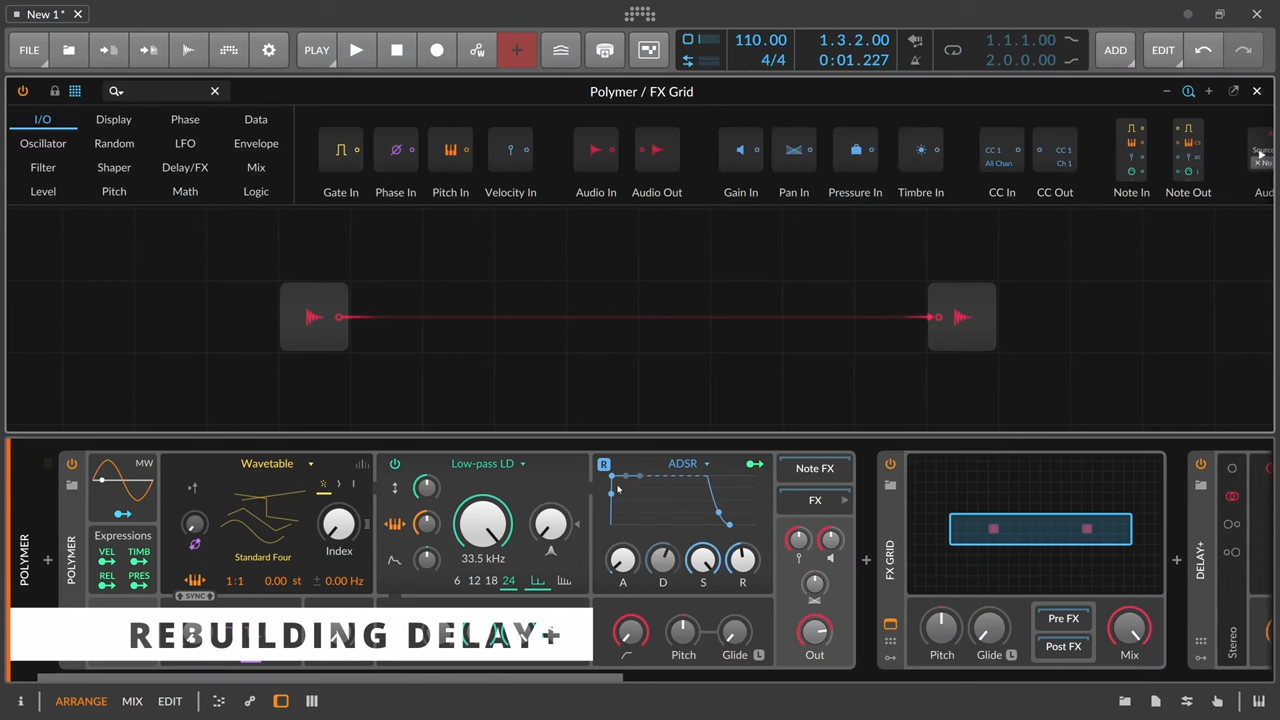 New 1*
FILE
PLAY
110.00
4/4
1.3.2.00
0:01.227
1.1.1.00
2.0.0.00
ADD
EDIT
Polymer / FX Grid
I/O
Display
Phase
Data
Oscillator
Random
LFO
Envelope
Filter
Shaper
Delay/FX
Mix
Level
Pitch
Math
Logic
CC 1
All Chan
CC 1
Ch 1
Gate In
Phase In
Pitch In
Velocity In
Audio In
Audio Out
Gain In
Pan In
Pressure In
Timbre In
CC In
CC Out
Note In
Note Out
POLYMER
POLYMER
MW
Expressions
VEL
TIMB
REL
PRES
Wavetable
Standard Four
Index
1:1
0.00 st
± 0.00 Hz
SYNC
Low-pass LD
33.5 kHz
6
12
18
24
R
ADSR
A
D
S
R
Pitch
Glide
L
Note FX
FX
Out
FX GRID
Pitch
Glide
L
Pre FX
Post FX
Mix
DELAY+
Stereo
REBUILDING DELAY+
ARRANGE
MIX
EDIT